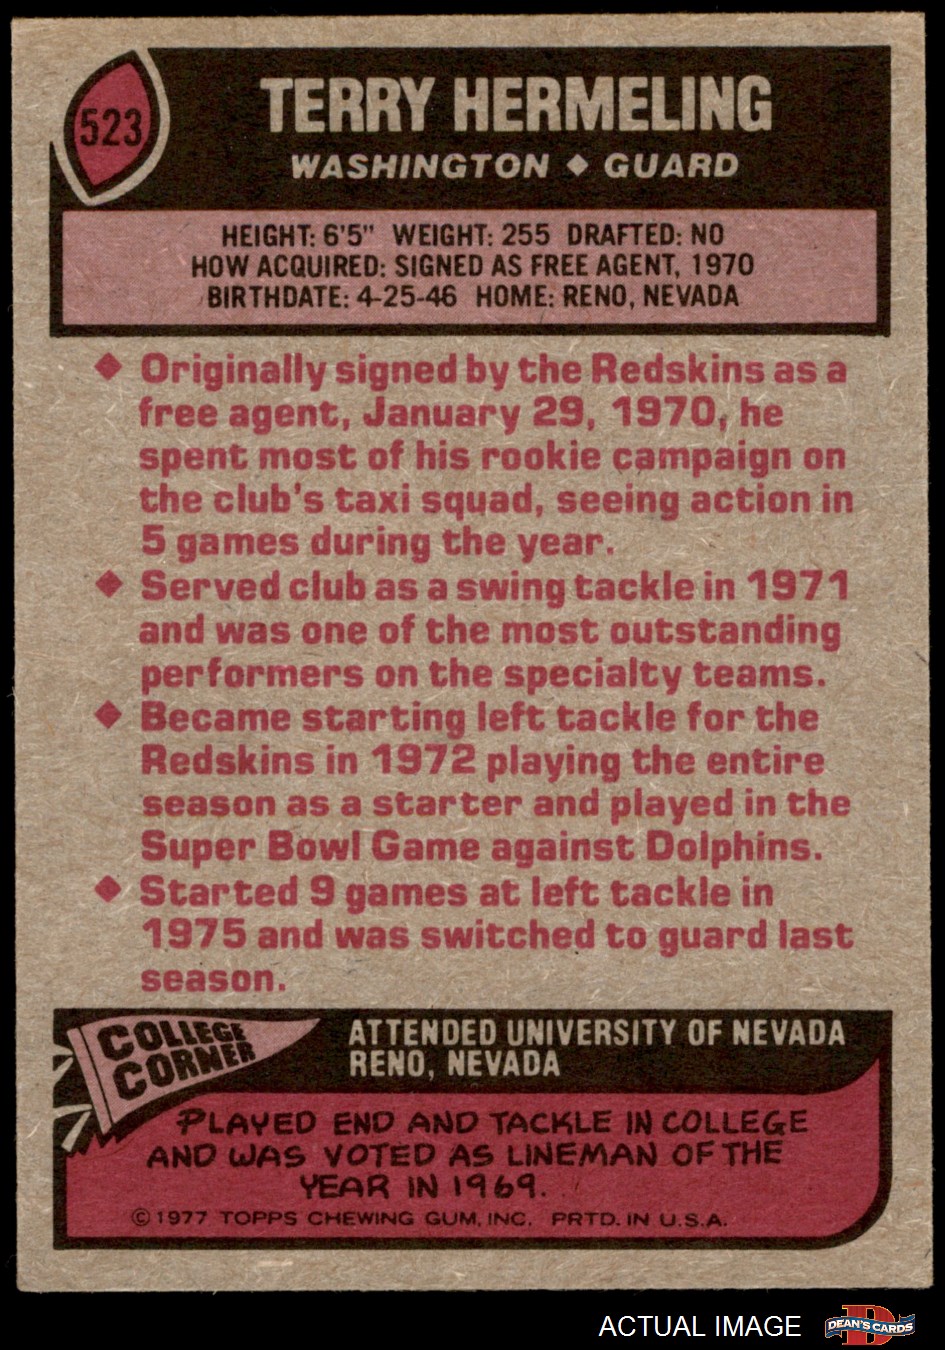 523
TERRY HERMELING
WASHINGTON ◆ GUARD
HEIGHT: 6'5" WEIGHT: 255 DRAFTED: NO
HOW ACQUIRED: SIGNED AS FREE AGENT, 1970
BIRTHDATE: 4-25-46 HOME: RENO, NEVADA
◆ Originally signed by the Redskins as a
free agent, January 29, 1970, he
spent most of his rookie campaign on
the club's taxi squad, seeing action in
5 games during the year.
◆ Served club as a swing tackle in 1971
and was one of the most outstanding
performers on the specialty teams.
◆ Became starting left tackle for the
Redskins in 1972 playing the entire
season as a starter and played in the
Super Bowl Game against Dolphins.
◆ Started 9 games at left tackle in
1975 and was switched to guard last
season.
COLLEGE
CORNER
ATTENDED UNIVERSITY OF NEVADA
RENO, NEVADA
PLAYED END AND TACKLE IN COLLEGE
AND WAS VOTED AS LINEMAN OF THE
YEAR IN 1969.
© 1977 TOPPS CHEWING GUM, INC. PRTD. IN U.S.A.
ACTUAL IMAGE
D
DEAN'S CARDS